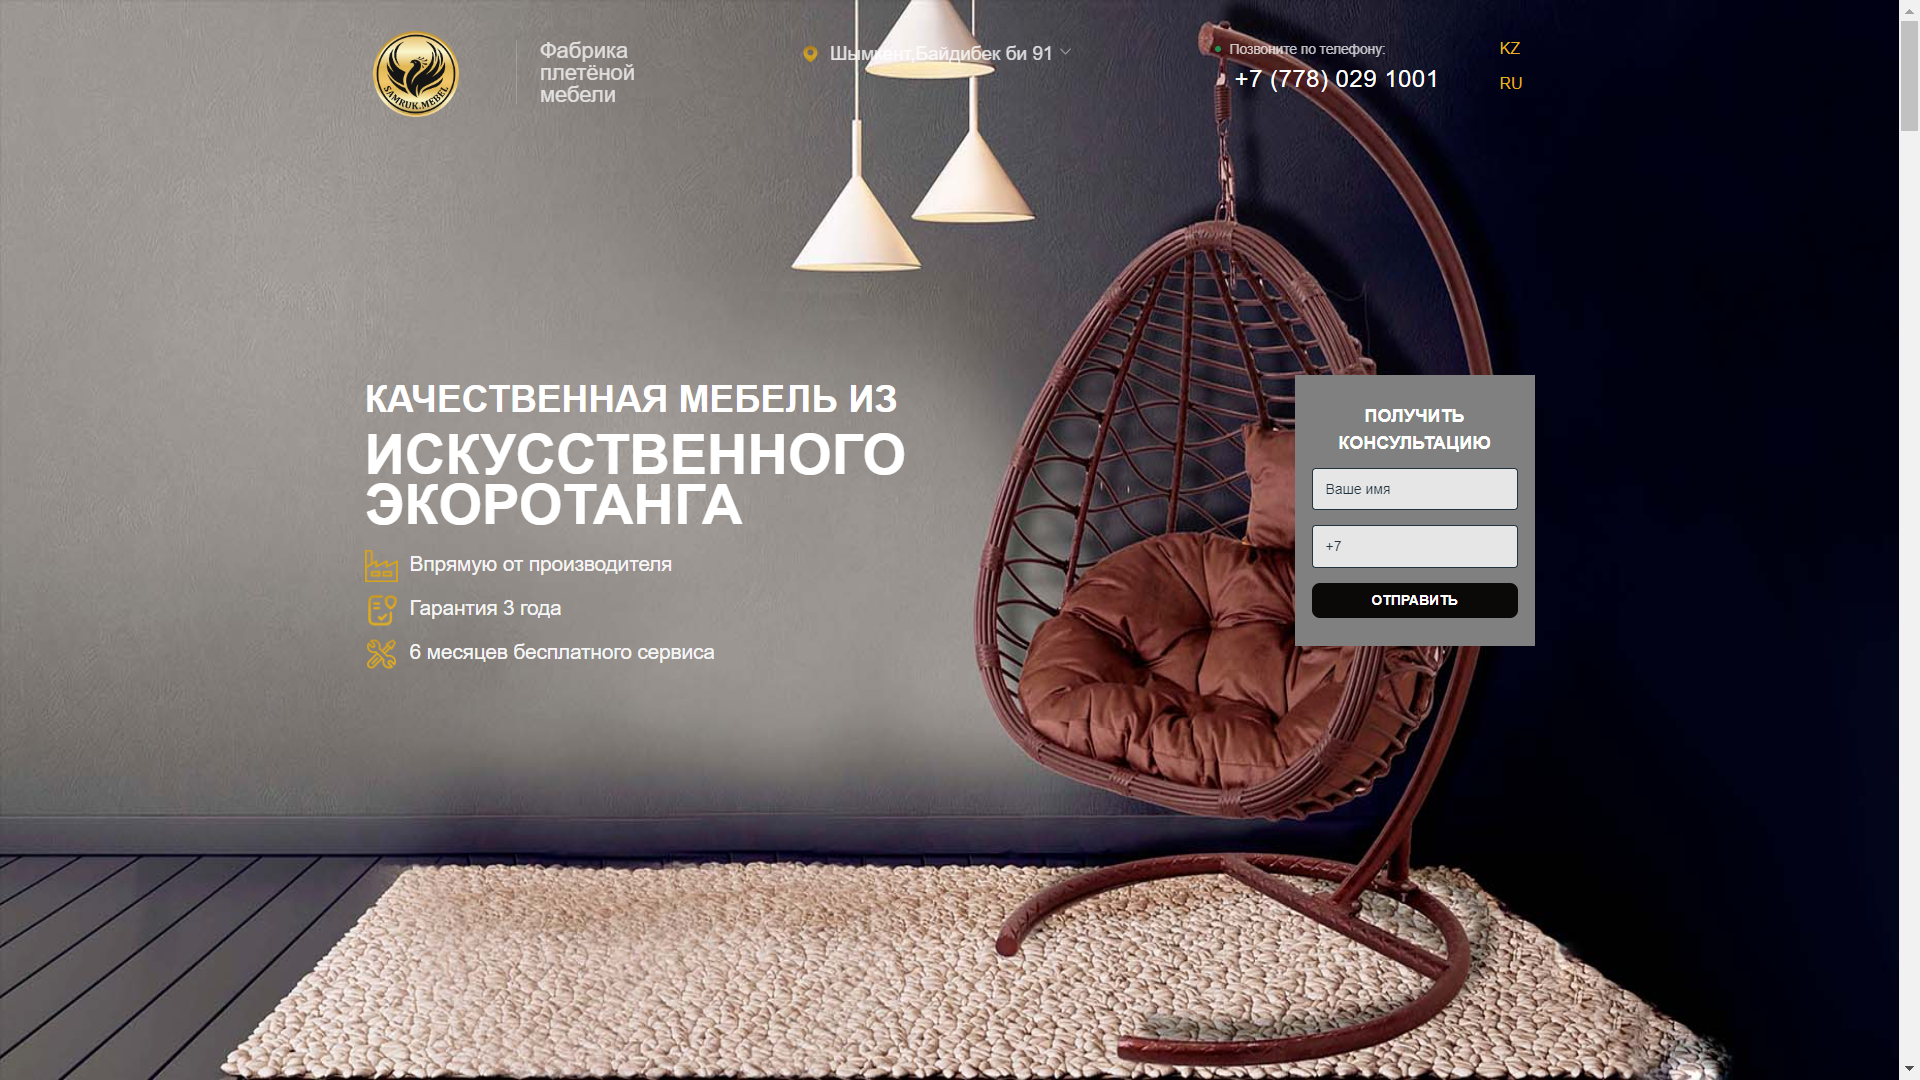 SAMRUK.MEBEL
Фабрика
плетёной
мебели
Шымкент,Байдибек би 91
Позвоните по телефону:
+7 (778) 029 1001
KZ
RU
КАЧЕСТВЕННАЯ МЕБЕЛЬ ИЗ
ИСКУССТВЕННОГО
ЭКОРОТАНГА
Впрямую от производителя
Гарантия 3 года
6 месяцев бесплатного сервиса
ПОЛУЧИТЬ
КОНСУЛЬТАЦИЮ
Ваше имя
+7
ОТПРАВИТЬ